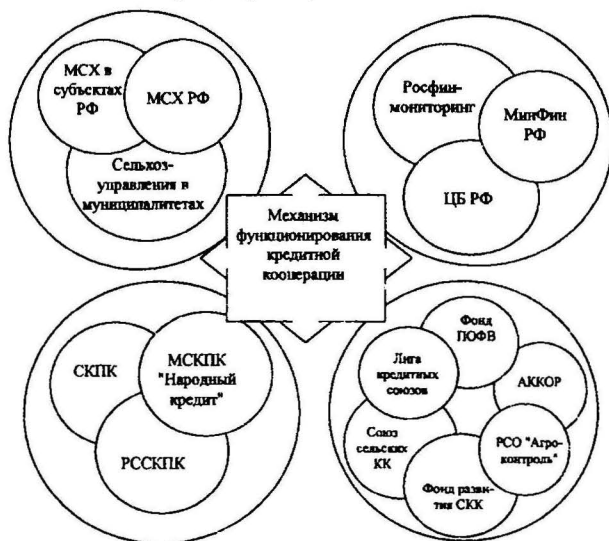 МСХ в
субъектах
РФ
МСХ РФ
Сельхоз-
управления в
муниципалитетах
Росфин-
мониторинг
МинФин
РФ
ЦБ РФ
Механизм
функционирования
кредитной
кооперации
СКПК
МСКПК
"Народный
кредит"
РССКПК
Фонд
ПОФВ
Лига
кредитных
союзов
АККОР
Союз
сельских
КК
РСО "Агро-
контроль"
Фонд разви-
тия СКК